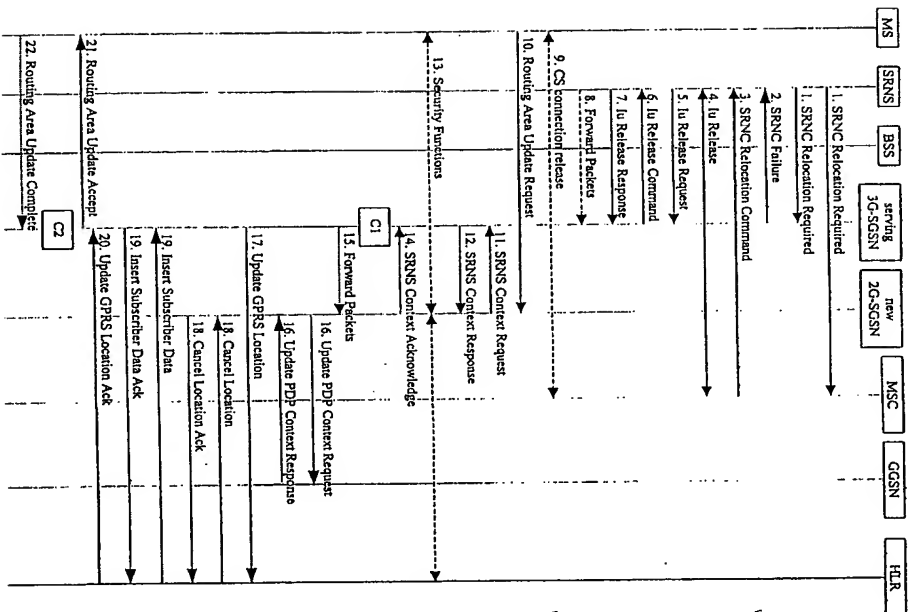 MS
SRNS
BSS
serving
3G-SGSN
new
2G-SGSN
MSC
GGSN
HLR
1. SRNC Relocation Required
1. SRNC Relocation Required
2. SRNC Failure
3. SRNC Relocation Command
4. Iu Release
5. Iu Release Request
6. Iu Release Command
7. Iu Release Response
8. Forward Packets
9. CS connection release
10. Routing Area Update Request
11. SRNS Context Request
12. SRNS Context Response
13. Security Functions
14. SRNS Context Acknowledge
C1
15. Forward Packets
16. Update PDP Context Request
16. Update PDP Context Response
17. Update GPRS Location
18. Cancel Location
18. Cancel Location Ack
19. Insert Subscriber Data
19. Insert Subscriber Data Ack
20. Update GPRS Location Ack
21. Routing Area Update Accept
C2
22. Routing Area Update Complete